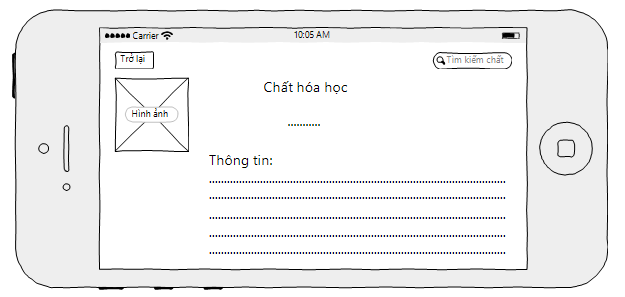 Carrier 10:05 AM
Trở lại
Tìm kiếm chất
Chất hóa học
Hình ảnh
...........
Thông tin: